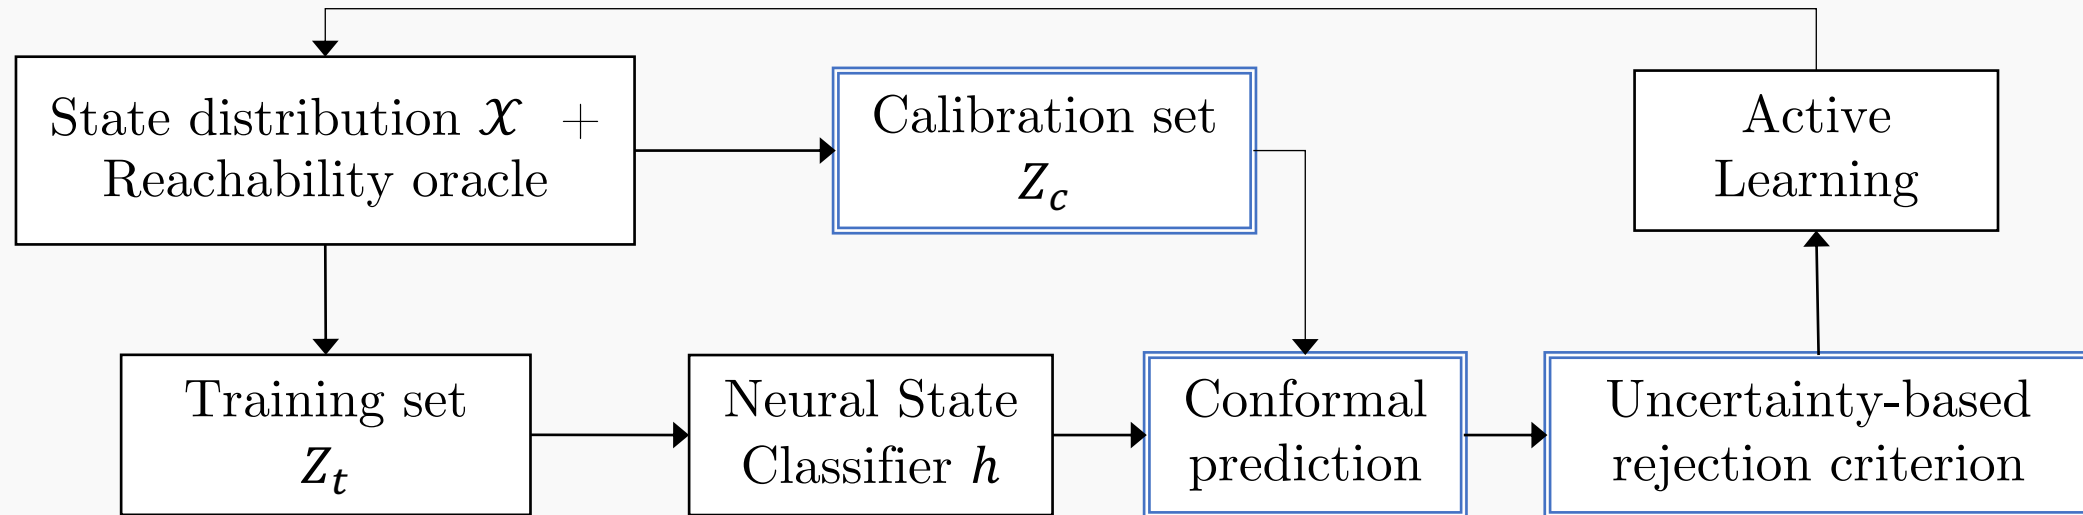 State distribution 𝒳 +
Reachability oracle
Calibration set
Z_c
Active
Learning
Training set
Z_t
Neural State
Classifier h
Conformal
prediction
Uncertainty-based
rejection criterion